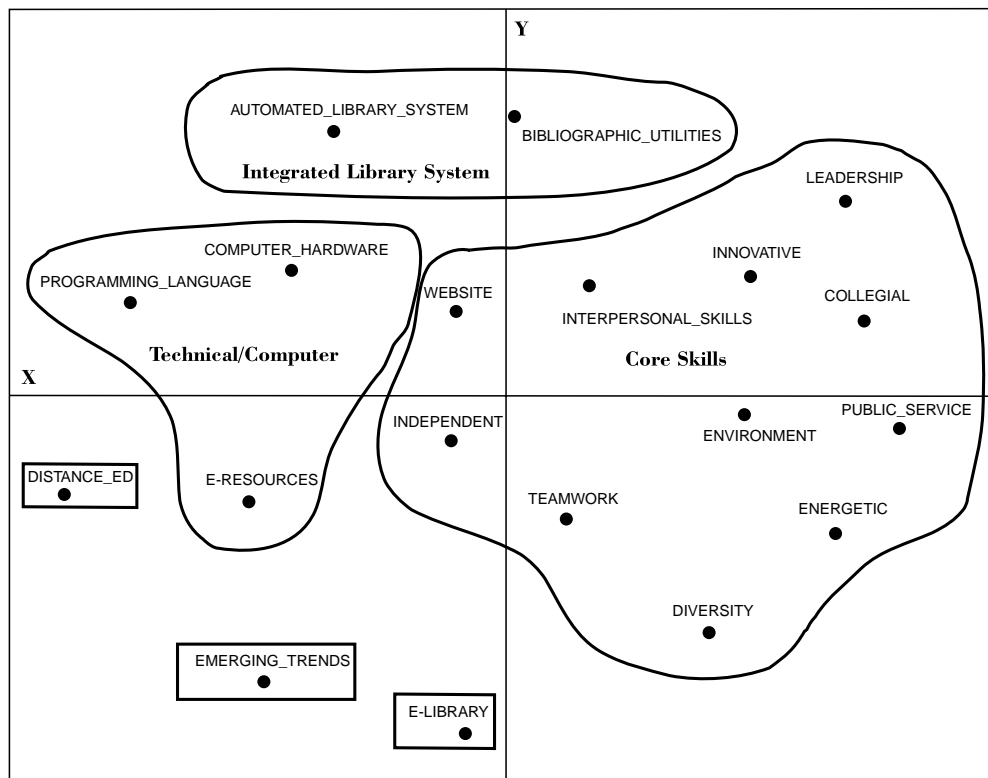 Y
AUTOMATED_LIBRARY_SYSTEM
BIBLIOGRAPHIC_UTILITIES
Integrated Library System
LEADERSHIP
COMPUTER_HARDWARE
INNOVATIVE
PROGRAMMING_LANGUAGE
WEBSITE
COLLEGIAL
INTERPERSONAL_SKILLS
Technical/Computer
Core Skills
X
PUBLIC_SERVICE
INDEPENDENT
ENVIRONMENT
DISTANCE_ED
E-RESOURCES
TEAMWORK
ENERGETIC
DIVERSITY
EMERGING_TRENDS
E-LIBRARY